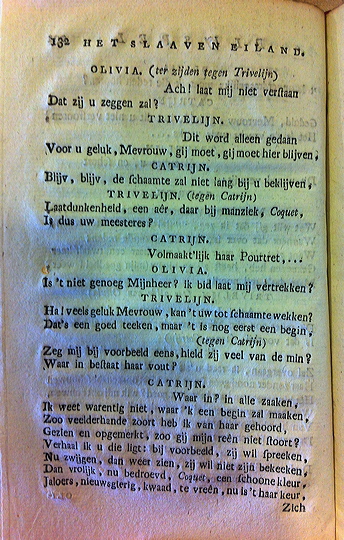 132 HET SLAAVEN EILAND.
OLIVIA. (ter zijden tegen Trivelijn)
Ach! laat mij niet verstaan
Dat zij u zeggen zal?
TRIVELIJN.
Dit word alleen gedaan
Voor u geluk, Mevrouw, gij moet, gij moet hier blijven,
CATRIJN.
Blijv, blijv, de schaamte zal niet lang bij u beklijven,
TRIVELIJN. (tegen Catrijn)
Laatdunkenheid, een aêr, daar bij manziek, Coquet,
Is dus uw meesteres?
CATRIJN.
Volmaakt'lijk haar Pourtret,...
OLIVIA.
Is 't niet genoeg Mijnheer? Ik bid laat mij vertrekken?
TRIVELIJN.
Ha! veels geluk Mevrouw, kan 't uw tot schaamte wekken?
Dat's een goed teeken, maar 't is nog eerst een begin,
(tegen Catrijn)
Zeg mij bij voorbeeld eens, hield zij veel van de min?
Waar in bestaat haar vout?
CATRIJN.
Waar in? in alle zaaken,
Ik weet warentig niet, waar 'k een begin zal maaken,
Zoo veelderhande zoort heb ik van haar gehoord,
Gezien en opgemerkt, zoo gij mijn reên niet stoort?
Verhaal ik u die ligt: bij voorbeeld, zij wil spreeken,
Nu zwijgen, dan weer zien, zij wil niet zijn bekeeken,
Dan vrolijk, nu bedroevd, Coquet, een schoone kleur,
Jaloers, nieuwsgierig, kwaad, te vreên, nu is 't haar keur,
Zich